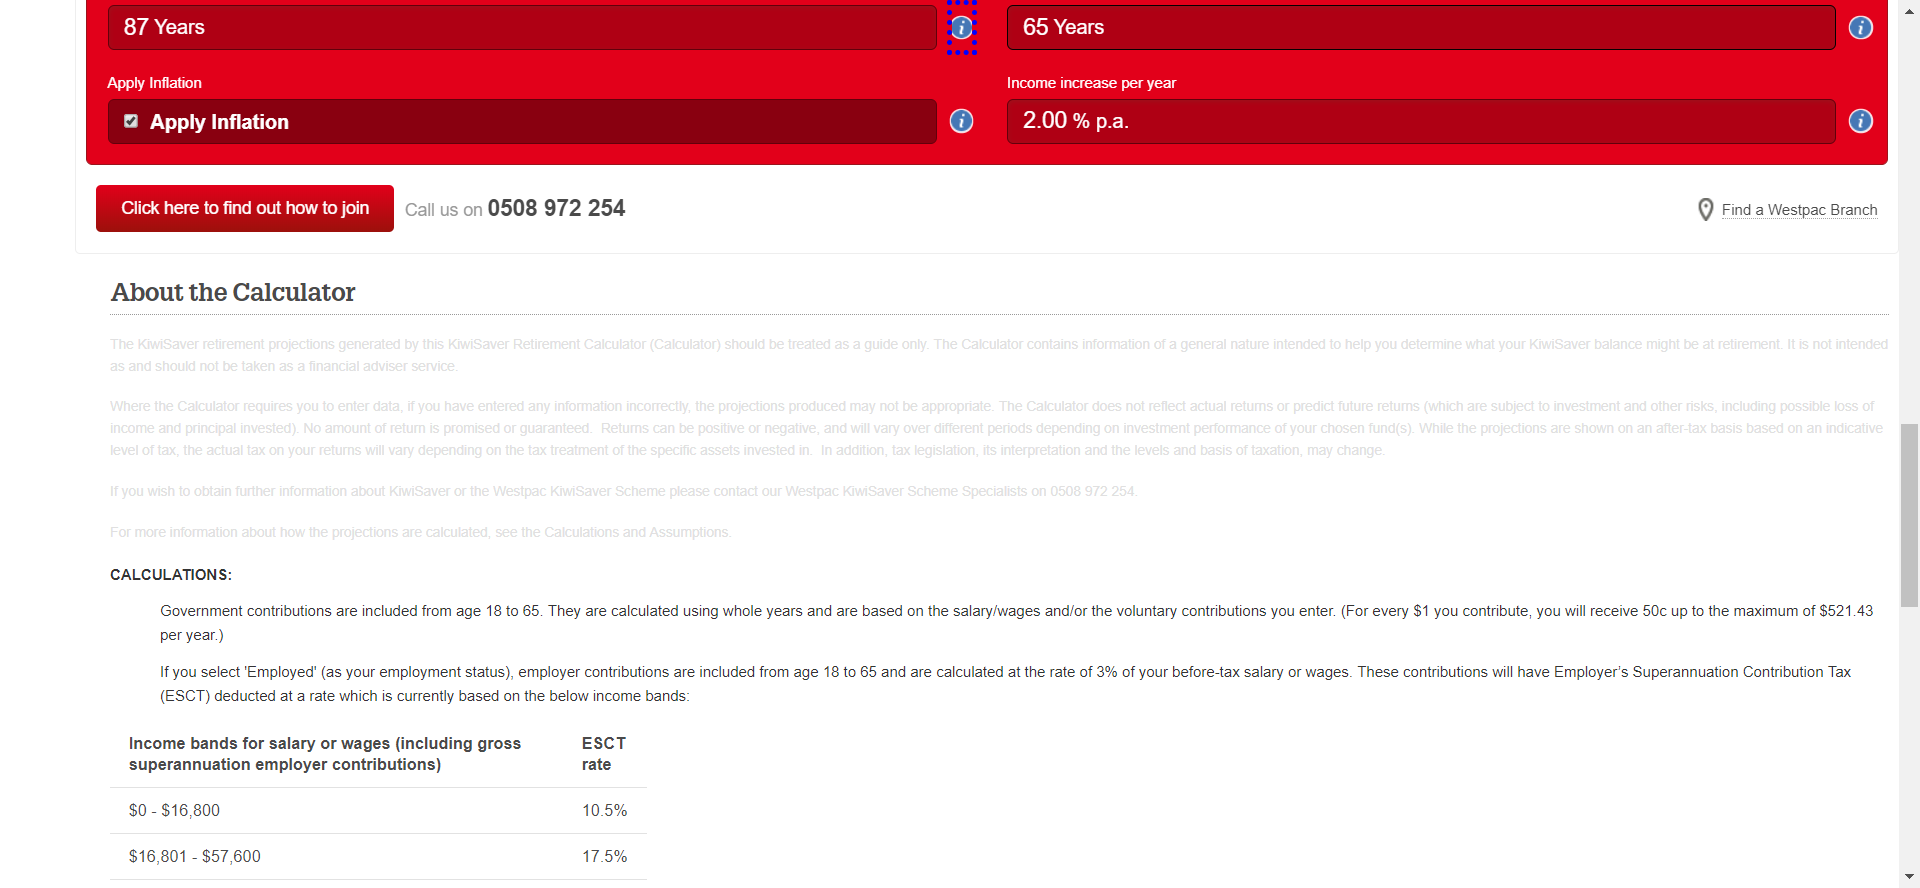 87 Years
65 Years
Apply Inflation
Income increase per year
Apply Inflation
2.00 % p.a.
Click here to find out how to join
Call us on 0508 972 254
Find a Westpac Branch
About the Calculator
The KiwiSaver retirement projections generated by this KiwiSaver Retirement Calculator (Calculator) should be treated as a guide only. The Calculator contains information of a general nature intended to help you determine what your KiwiSaver balance might be at retirement. It is not intended
as and should not be taken as a financial adviser service.
Where the Calculator requires you to enter data, if you have entered any information incorrectly, the projections produced may not be appropriate. The Calculator does not reflect actual returns or predict future returns (which are subject to investment and other risks, including possible loss of
income and principal invested). No amount of return is promised or guaranteed.  Returns can be positive or negative, and will vary over different periods depending on investment performance of your chosen fund(s). While the projections are shown on an after-tax basis based on an indicative
level of tax, the actual tax on your returns will vary depending on the tax treatment of the specific assets invested in.  In addition, tax legislation, its interpretation and the levels and basis of taxation, may change.
If you wish to obtain further information about KiwiSaver or the Westpac KiwiSaver Scheme please contact our Westpac KiwiSaver Scheme Specialists on 0508 972 254.
For more information about how the projections are calculated, see the Calculations and Assumptions.
CALCULATIONS:
Government contributions are included from age 18 to 65. They are calculated using whole years and are based on the salary/wages and/or the voluntary contributions you enter. (For every $1 you contribute, you will receive 50c up to the maximum of $521.43
per year.)
If you select 'Employed' (as your employment status), employer contributions are included from age 18 to 65 and are calculated at the rate of 3% of your before-tax salary or wages. These contributions will have Employer’s Superannuation Contribution Tax
(ESCT) deducted at a rate which is currently based on the below income bands:
Income bands for salary or wages (including gross
superannuation employer contributions)
ESCT
rate
$0 - $16,800
10.5%
$16,801 - $57,600
17.5%